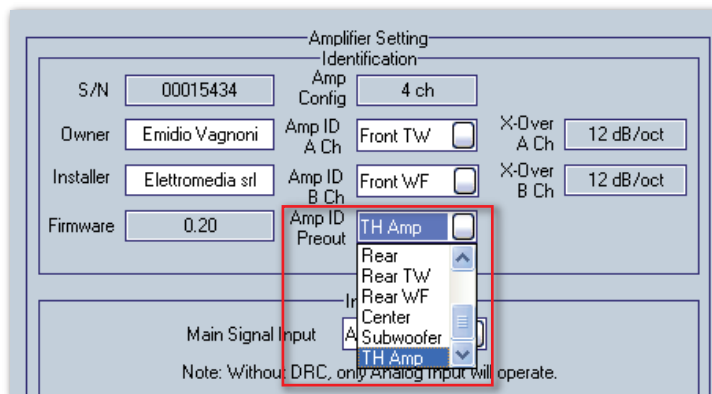 Amplifier Setting
Identification
S/N 00015434 Amp Config 4 ch
Owner Emidio Vagnoni Amp ID A Ch Front TW X-Over A Ch 12 dB/oct
Installer Elettromedia srl Amp ID B Ch Front WF X-Over B Ch 12 dB/oct
Firmware 0.20 Amp ID Preout TH Amp
Rear
Rear TW
Rear WF
Center
Main Signal Input Subwoofer
TH Amp
Note: Without DRC, only Analog Input will operate.